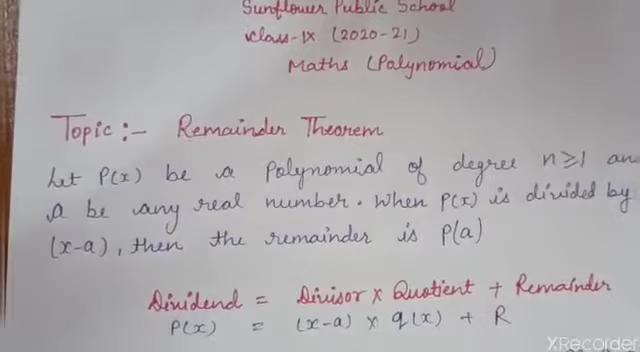 Sunflower Public School
Class-IX (2020-21)
Maths (Polynomial)
Topic:- Remainder Theorem
Let P(x) be a Polynomial of degree n≥1 an
a be any real number. When P(x) is divided by
(x-a), then the remainder is P(a)
Dividend = Divisor x Quotient + Remainder
P(x) = (x-a) x q(x) + R
XRecorder